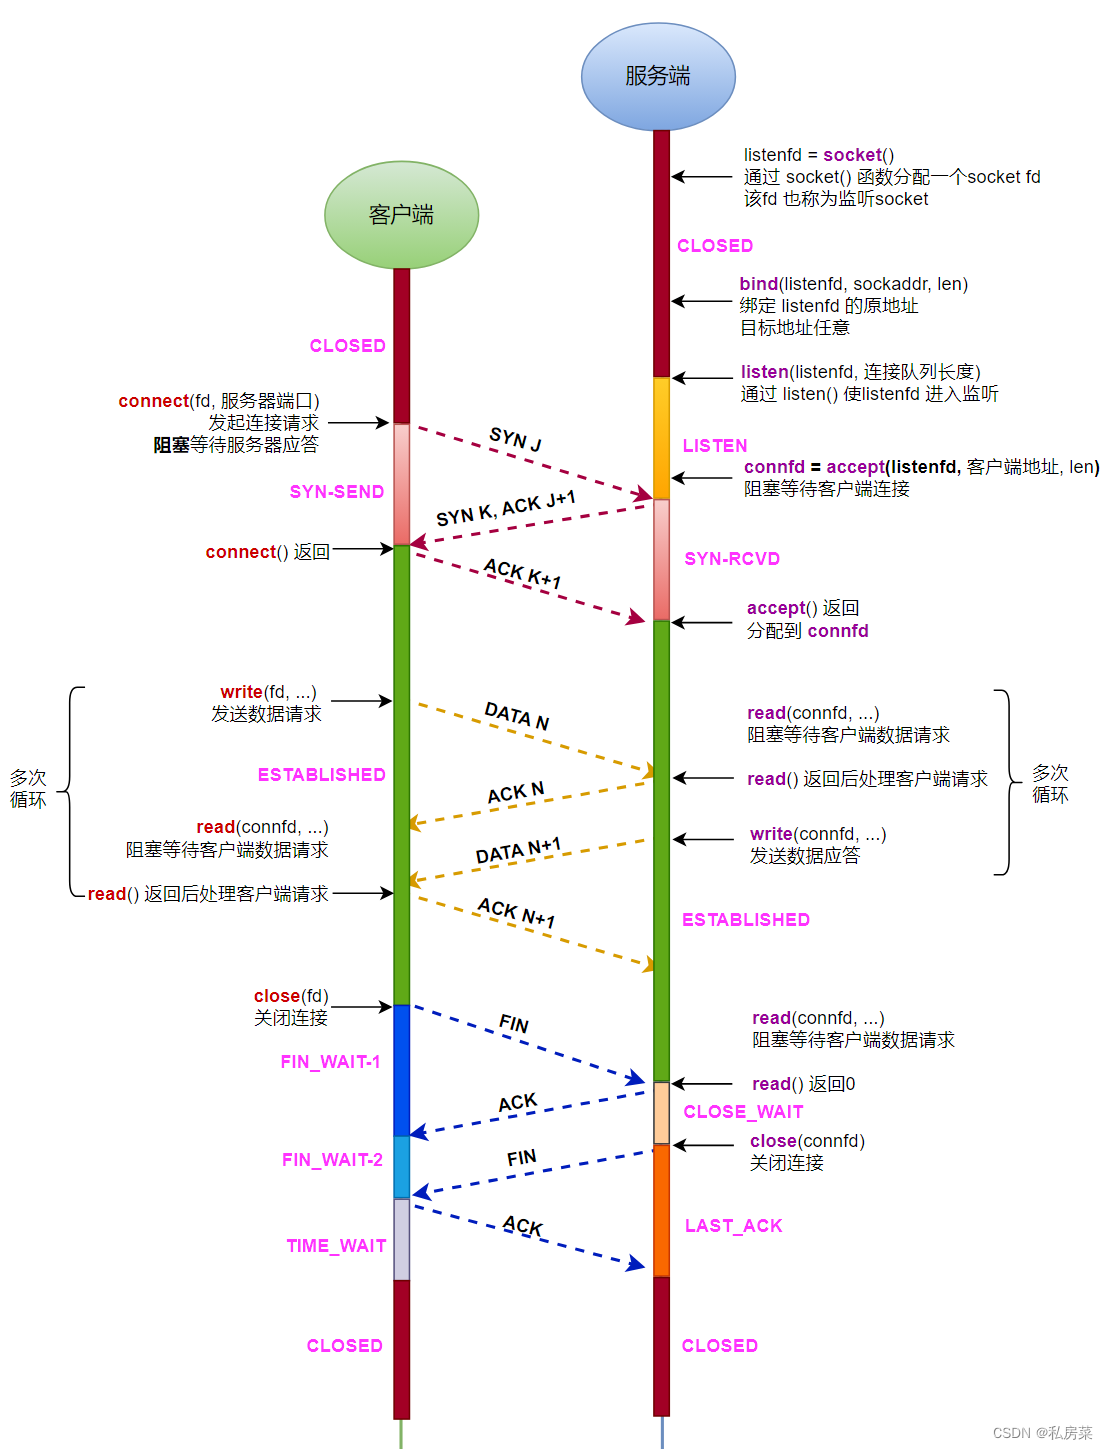 服务端
listenfd = socket()
通过 socket() 函数分配一个socket fd
该fd 也称为监听socket
客户端
CLOSED
bind(listenfd, sockaddr, len)
绑定 listenfd 的原地址
目标地址任意
CLOSED
listen(listenfd, 连接队列长度)
通过 listen() 使listenfd 进入监听
connect(fd, 服务器端口)
发起连接请求
阻塞等待服务器应答
SYN J
LISTEN
connfd = accept(listenfd, 客户端地址, len)
阻塞等待客户端连接
SYN-SEND
SYN K, ACK J+1
connect() 返回
SYN-RCVD
ACK K+1
accept() 返回
分配到 connfd
write(fd, ...)
发送数据请求
DATA N
read(connfd, ...)
阻塞等待客户端数据请求
多次
循环
ESTABLISHED
read() 返回后处理客户端请求
多次
循环
ACK N
read(connfd, ...)
阻塞等待客户端数据请求
write(connfd, ...)
发送数据应答
DATA N+1
read() 返回后处理客户端请求
ACK N+1
ESTABLISHED
close(fd)
关闭连接
FIN
read(connfd, ...)
阻塞等待客户端数据请求
FIN_WAIT-1
read() 返回0
ACK
CLOSE_WAIT
close(connfd)
关闭连接
FIN_WAIT-2
FIN
ACK
LAST_ACK
TIME_WAIT
CLOSED
CLOSED
CSDN @私房菜